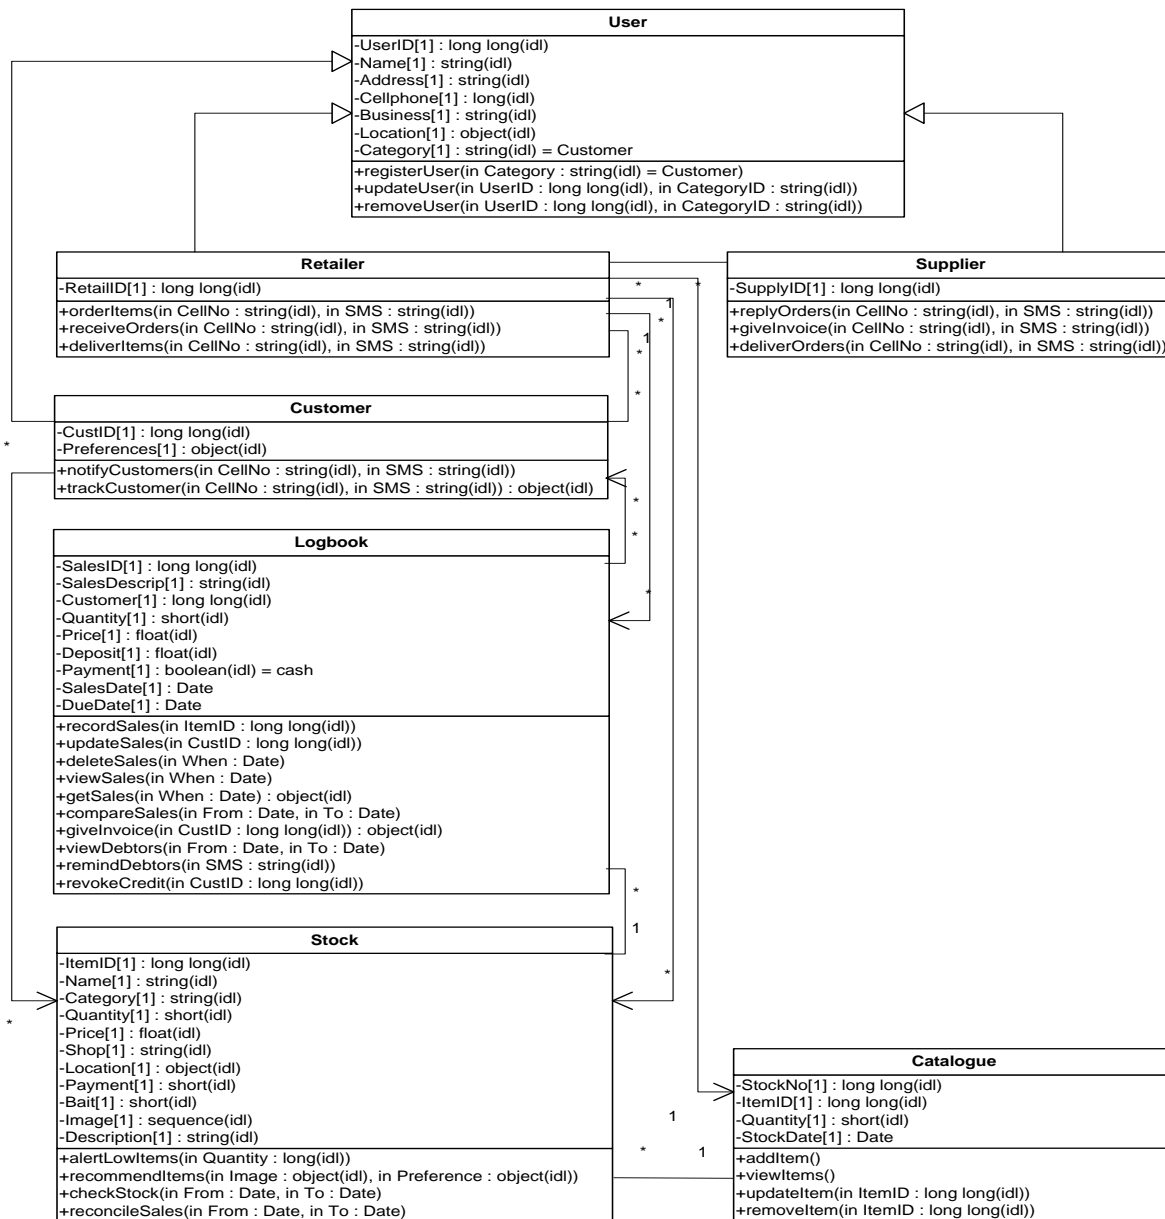 User
-UserID[1] : long long(idl)
-Name[1] : string(idl)
-Address[1] : string(idl)
-Cellphone[1] : long(idl)
-Business[1] : string(idl)
-Location[1] : object(idl)
-Category[1] : string(idl) = Customer
+registerUser(in Category : string(idl) = Customer)
+updateUser(in UserID : long long(idl), in CategoryID : string(idl))
+removeUser(in UserID : long long(idl), in CategoryID : string(idl))
Retailer
-RetailID[1] : long long(idl)
+orderItems(in CellNo : string(idl), in SMS : string(idl))
+receiveOrders(in CellNo : string(idl), in SMS : string(idl))
+deliverItems(in CellNo : string(idl), in SMS : string(idl))
* *
1
*
1
*
*
Supplier
-SupplyID[1] : long long(idl)
+replyOrders(in CellNo : string(idl), in SMS : string(idl))
+giveInvoice(in CellNo : string(idl), in SMS : string(idl))
+deliverOrders(in CellNo : string(idl), in SMS : string(idl))
Customer
-CustID[1] : long long(idl)
-Preferences[1] : object(idl)
+notifyCustomers(in CellNo : string(idl), in SMS : string(idl))
+trackCustomer(in CellNo : string(idl), in SMS : string(idl)) : object(idl)
*
*
*
Logbook
-SalesID[1] : long long(idl)
-SalesDescrip[1] : string(idl)
-Customer[1] : long long(idl)
-Quantity[1] : short(idl)
-Price[1] : float(idl)
-Deposit[1] : float(idl)
-Payment[1] : boolean(idl) = cash
-SalesDate[1] : Date
-DueDate[1] : Date
+recordSales(in ItemID : long long(idl))
+updateSales(in CustID : long long(idl))
+deleteSales(in When : Date)
+viewSales(in When : Date)
+getSales(in When : Date) : object(idl)
+compareSales(in From : Date, in To : Date)
+giveInvoice(in CustID : long long(idl)) : object(idl)
+viewDebtors(in From : Date, in To : Date)
+remindDebtors(in SMS : string(idl))
+revokeCredit(in CustID : long long(idl))
*
*
1
*
*
Stock
-ItemID[1] : long long(idl)
-Name[1] : string(idl)
-Category[1] : string(idl)
-Quantity[1] : short(idl)
-Price[1] : float(idl)
-Shop[1] : string(idl)
-Location[1] : object(idl)
-Payment[1] : short(idl)
-Bait[1] : short(idl)
-Image[1] : sequence(idl)
-Description[1] : string(idl)
+alertLowItems(in Quantity : long(idl))
+recommendItems(in Image : object(idl), in Preference : object(idl))
+checkStock(in From : Date, in To : Date)
+reconcileSales(in From : Date, in To : Date)
1
* 1
Catalogue
-StockNo[1] : long long(idl)
-ItemID[1] : long long(idl)
-Quantity[1] : short(idl)
-StockDate[1] : Date
+addItem()
+viewItems()
+updateItem(in ItemID : long long(idl))
+removeItem(in ItemID : long long(idl))